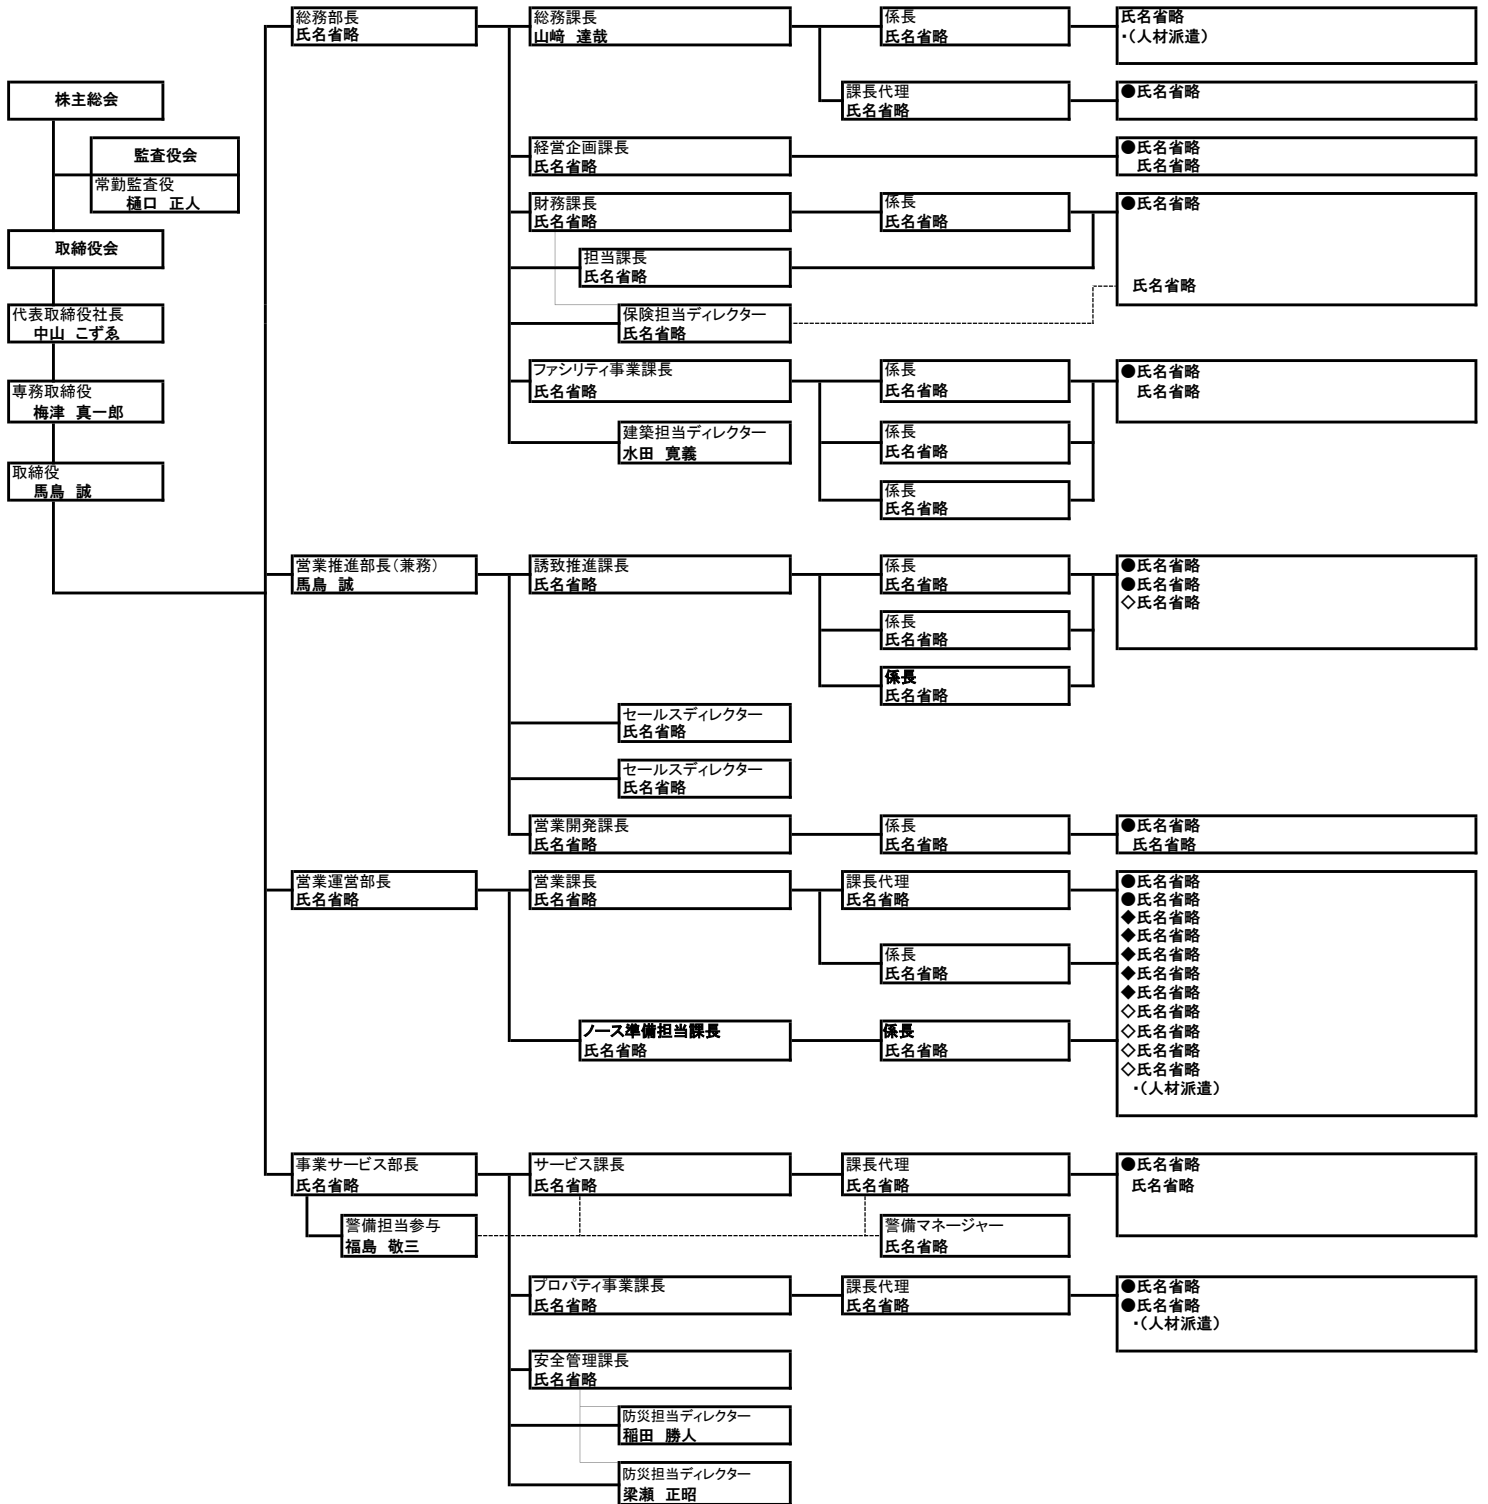 株主総会
監査役会
常勤監査役
樋口 正人
取締役会
代表取締役社長
中山 こずゑ
専務取締役
梅津 真一郎
取締役
馬鳥 誠
総務部長
氏名省略
総務課長
山﨑 達哉
係長
氏名省略
氏名省略
・(人材派遣)
課長代理
氏名省略
●氏名省略
経営企画課長
氏名省略
●氏名省略
氏名省略
財務課長
氏名省略
係長
氏名省略
●氏名省略
氏名省略
担当課長
氏名省略
保険担当ディレクター
氏名省略
ファシリティ事業課長
氏名省略
係長
氏名省略
●氏名省略
氏名省略
建築担当ディレクター
水田 寛義
係長
氏名省略
係長
氏名省略
営業推進部長(兼務)
馬鳥 誠
誘致推進課長
氏名省略
係長
氏名省略
●氏名省略
●氏名省略
◇氏名省略
係長
氏名省略
係長
氏名省略
セールスディレクター
氏名省略
セールスディレクター
氏名省略
営業開発課長
氏名省略
係長
氏名省略
●氏名省略
氏名省略
営業運営部長
氏名省略
営業課長
氏名省略
課長代理
氏名省略
●氏名省略
●氏名省略
◆氏名省略
◆氏名省略
◆氏名省略
◆氏名省略
◆氏名省略
◇氏名省略
◇氏名省略
◇氏名省略
◇氏名省略
・(人材派遣)
係長
氏名省略
ノース準備担当課長
氏名省略
係長
氏名省略
事業サービス部長
氏名省略
サービス課長
氏名省略
課長代理
氏名省略
●氏名省略
氏名省略
警備担当参与
福島 敬三
警備マネージャー
氏名省略
プロパティ事業課長
氏名省略
課長代理
氏名省略
●氏名省略
●氏名省略
・(人材派遣)
安全管理課長
氏名省略
防災担当ディレクター
稲田 勝人
防災担当ディレクター
梁瀬 正昭